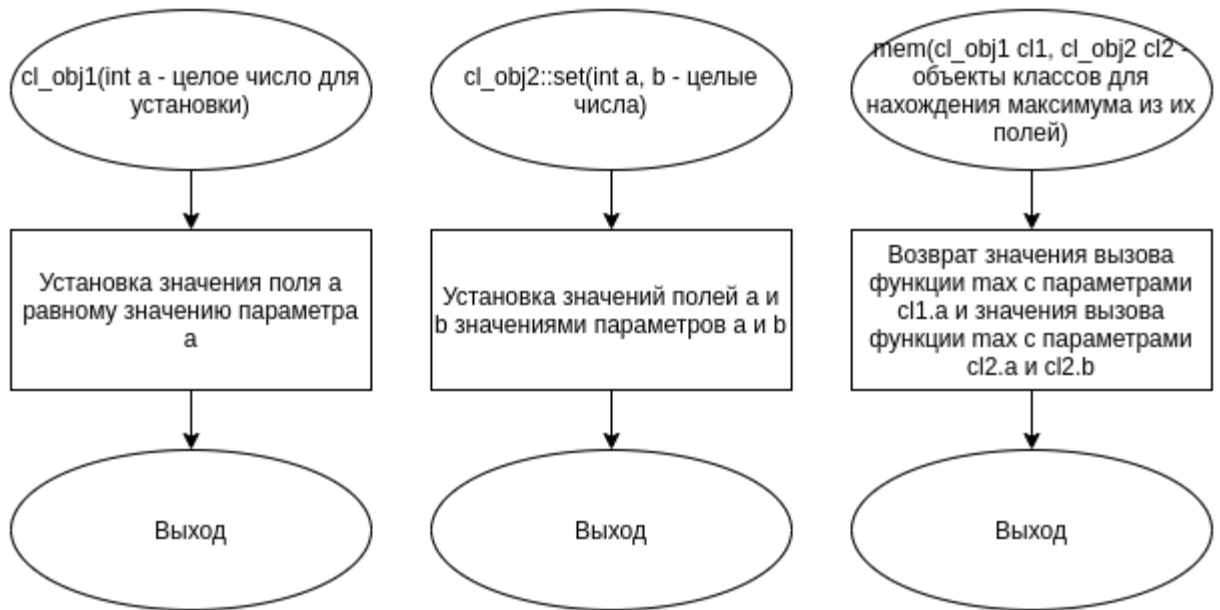 cl_obj1(int a - целое число для
установки)
Установка значения поля a
равному значению параметра
a
Выход
cl_obj2::set(int a, b - целые
числа)
Установка значений полей a и
b значениями параметров a и b
Выход
mem(cl_obj1 cl1, cl_obj2 cl2 -
объекты классов для
нахождения максимума из их
полей)
Возврат значения вызова
функции max с параметрами
cl1.a и значения вызова
функции max с параметрами
cl2.a и cl2.b
Выход